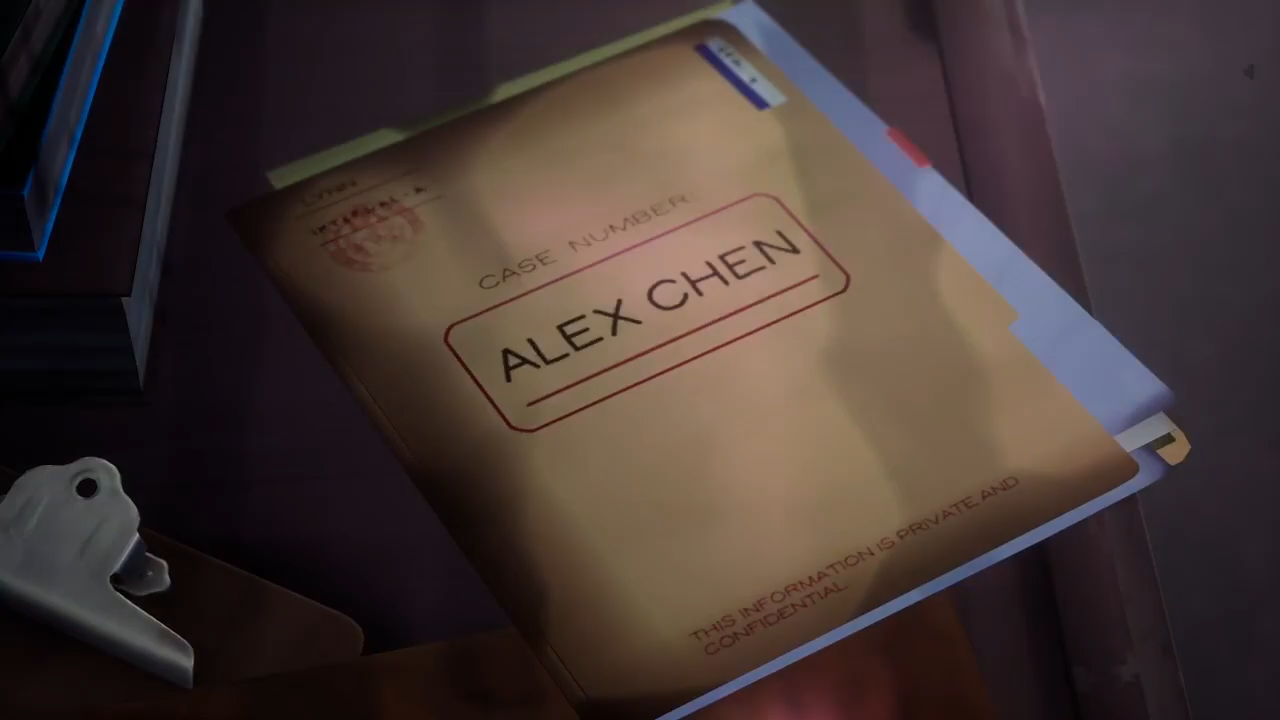 CASE NUMBER:
ALEX CHEN
THIS INFORMATION IS PRIVATE AND
CONFIDENTIAL